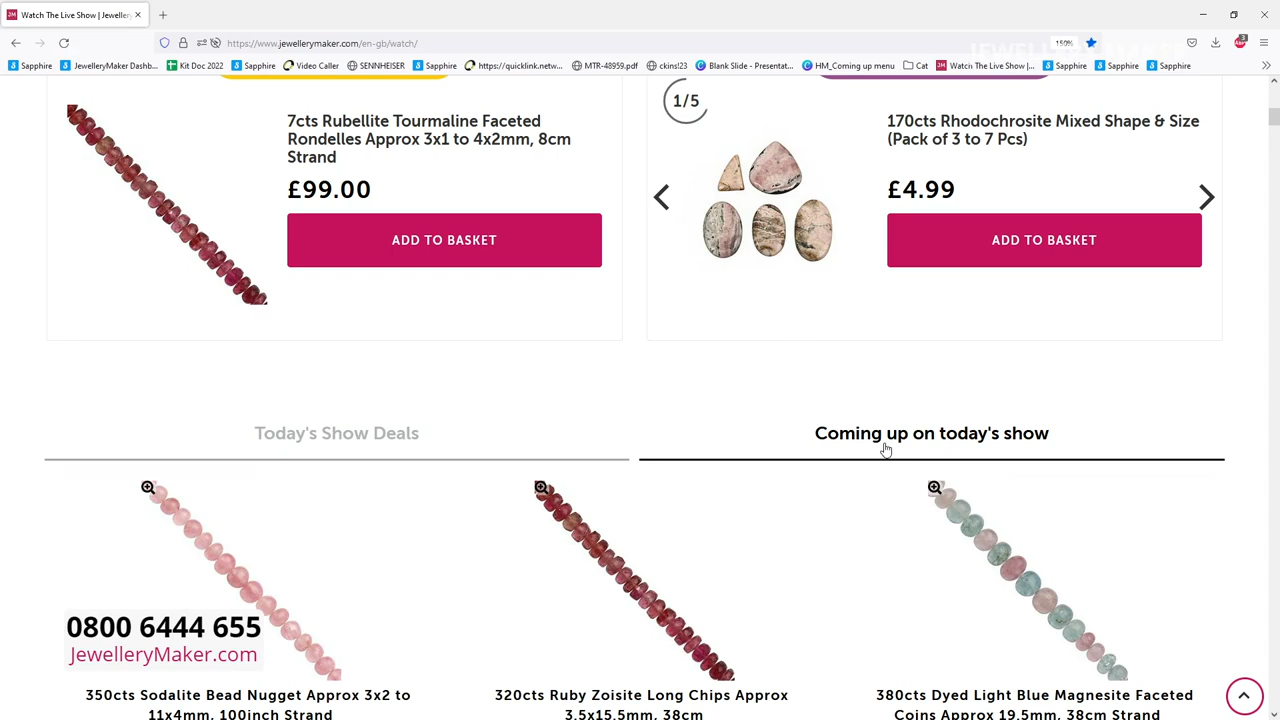 Watch The Live Show | Jeweller
https://www.jewellerymaker.com/en-gb/watch/
150%
3
Sapphire
JewelleryMaker Dashb...
Kit Doc 2022
Sapphire
Video Caller
SENNHEISER
Sapphire
https://quicklink.netw...
MTR-48959.pdf
ckinsl23
Blank Slide - Presentat...
HM_Coming up menu
Cat
Watch The Live Show |...
Sapphire
Sapphire
Sapphire
JEWELLERYMAKER
7cts Rubellite Tourmaline Faceted
Rondelles Approx 3x1 to 4x2mm, 8cm
Strand
£99.00
ADD TO BASKET
1/5
170cts Rhodochrosite Mixed Shape & Size
(Pack of 3 to 7 Pcs)
£4.99
ADD TO BASKET
Today's Show Deals
Coming up on today's show
0800 6444 655
JewelleryMaker.com
350cts Sodalite Bead Nugget Approx 3x2 to
11x4mm, 100inch Strand
320cts Ruby Zoisite Long Chips Approx
3.5x15.5mm, 38cm
380cts Dyed Light Blue Magnesite Faceted
Coins Approx 19.5mm, 38cm Strand